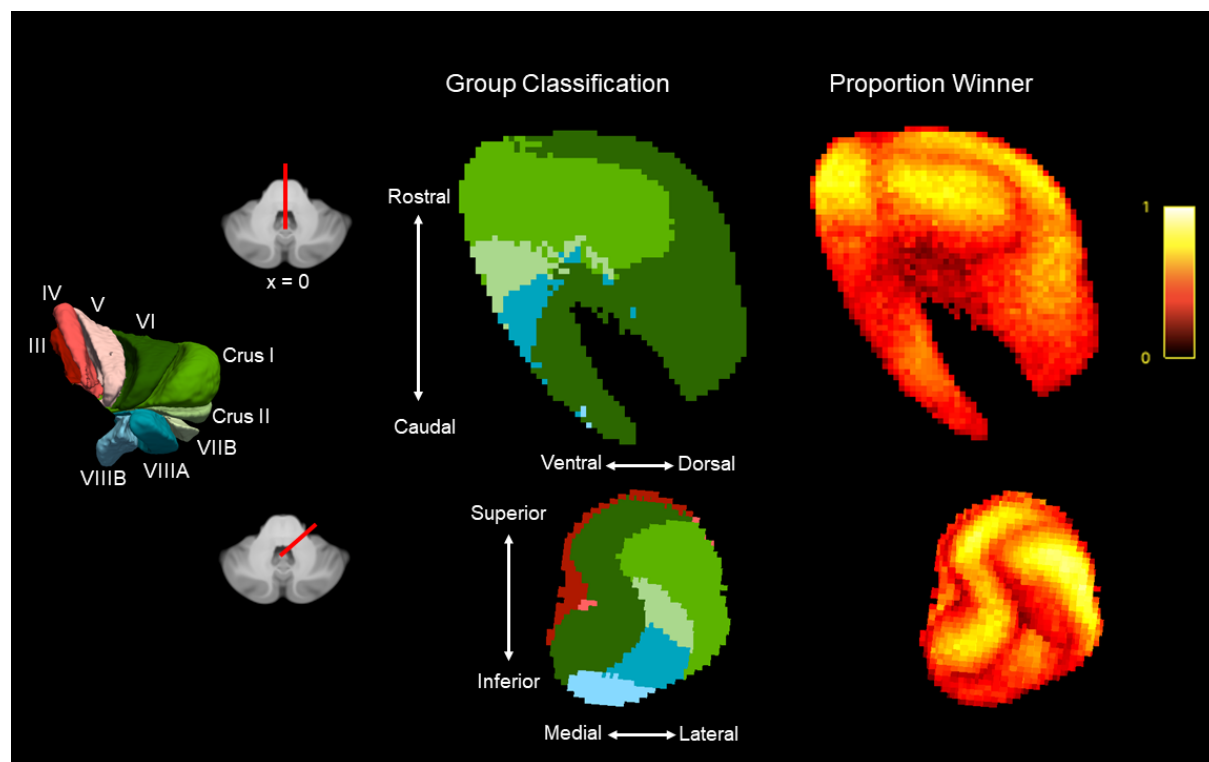 Group Classification
Proportion Winner
Rostral
1
x = 0
IV
V
VI
III
Crus I
0
Crus II
Caudal
VIIB
VIIIA
VIIIB
Ventral
Dorsal
Superior
Inferior
Medial
Lateral